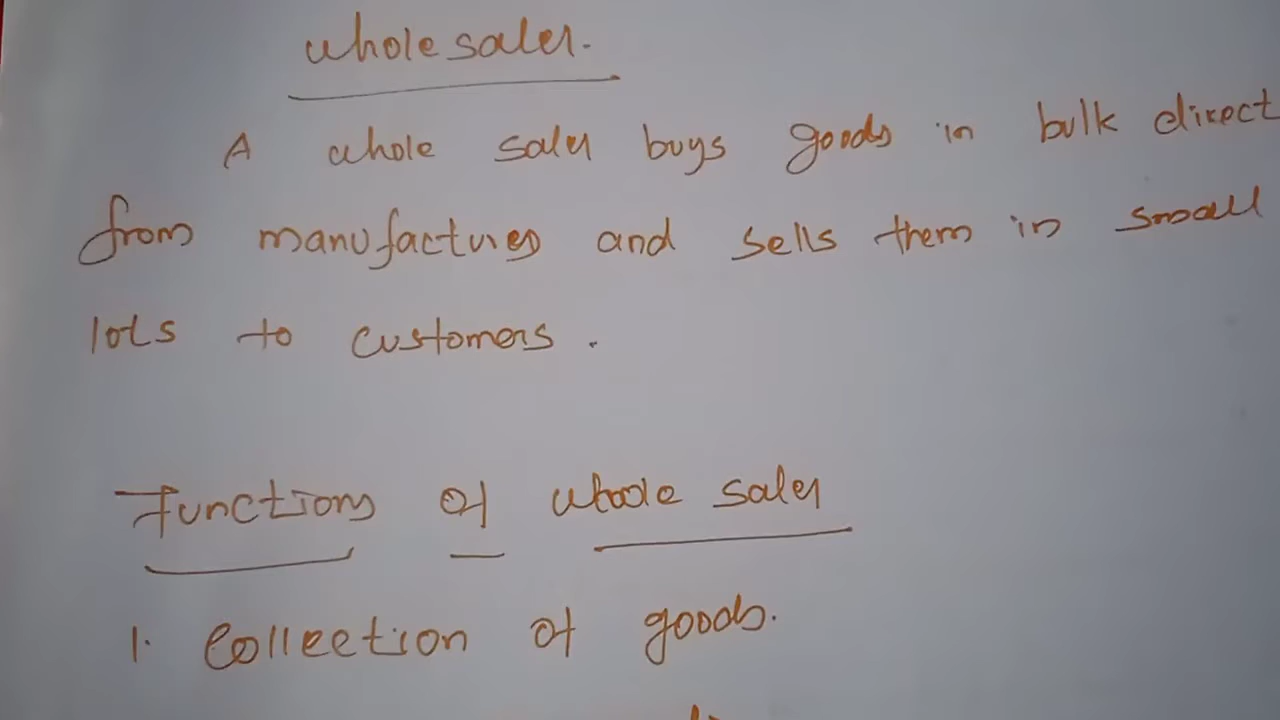 Wholesaler.
A whole saler buys goods in bulk direct
from manufactures and sells them in small
lots to customers.
Functions of whole saler
1. Collection of goods.